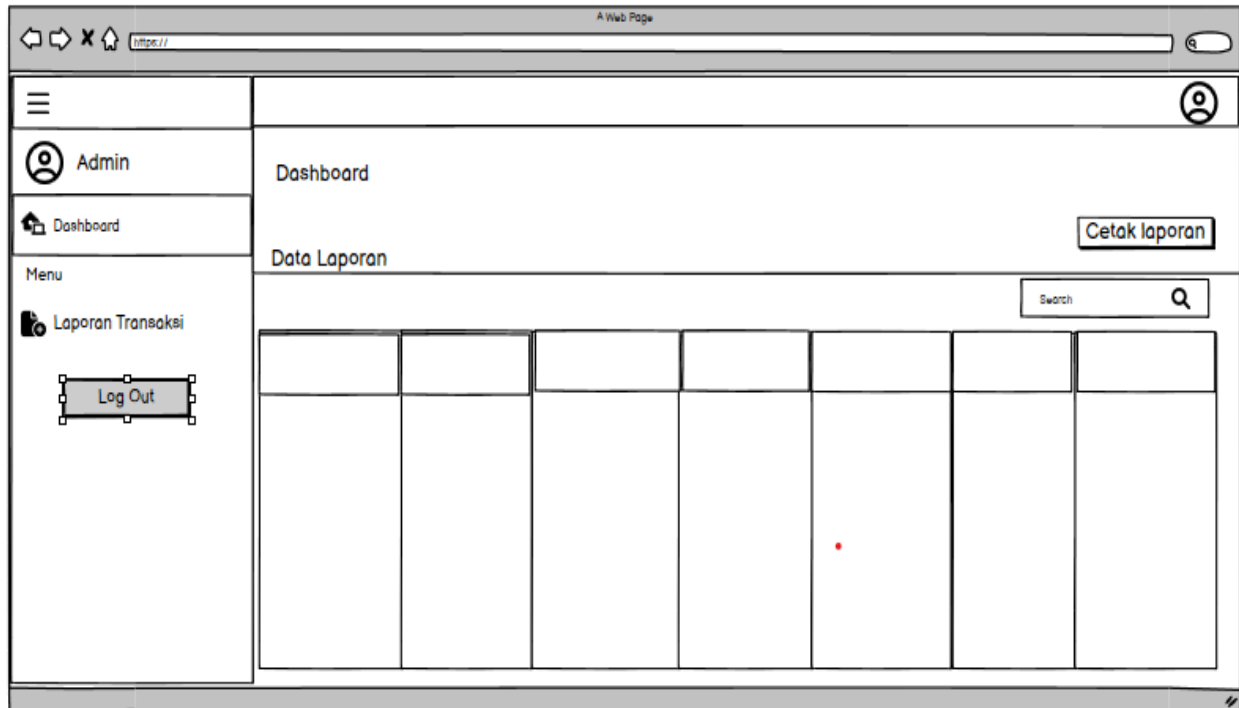 A Web Page
https://
Admin
Dashboard
Menu
Laporan Transaksi
Log Out
Dashboard
Cetak laporan
Data Laporan
Search